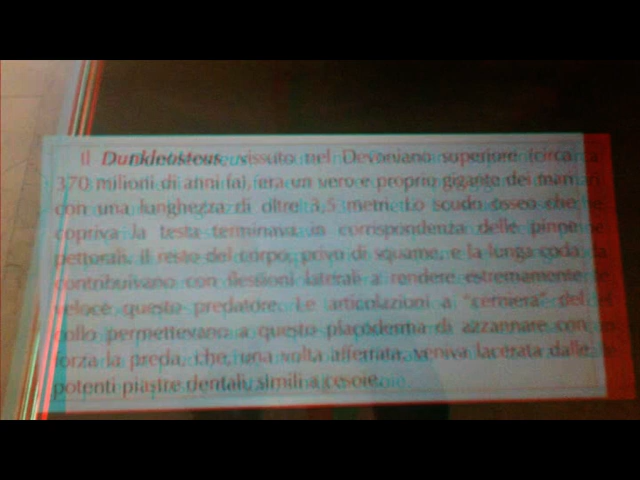 Il Dunkleosteus, vissuto nel Devoniano superiore (circa
370 milioni di anni fa), era un vero e proprio gigante dei mari
con una lunghezza di oltre 3,5 metri. Lo scudo osseo che
copriva la testa terminava in corrispondenza delle pinne
pettorali, il resto del corpo, privo di squame, e la lunga coda
contribuivano con flessioni laterali a rendere estremamente
veloce questo predatore. Le articolazioni a "cerniera" del
collo permettevano a questo placoderma di azzannare con
forza la preda, che, una volta afferrata, veniva lacerata dalle
potenti piastre dentali, simili a cesoie.